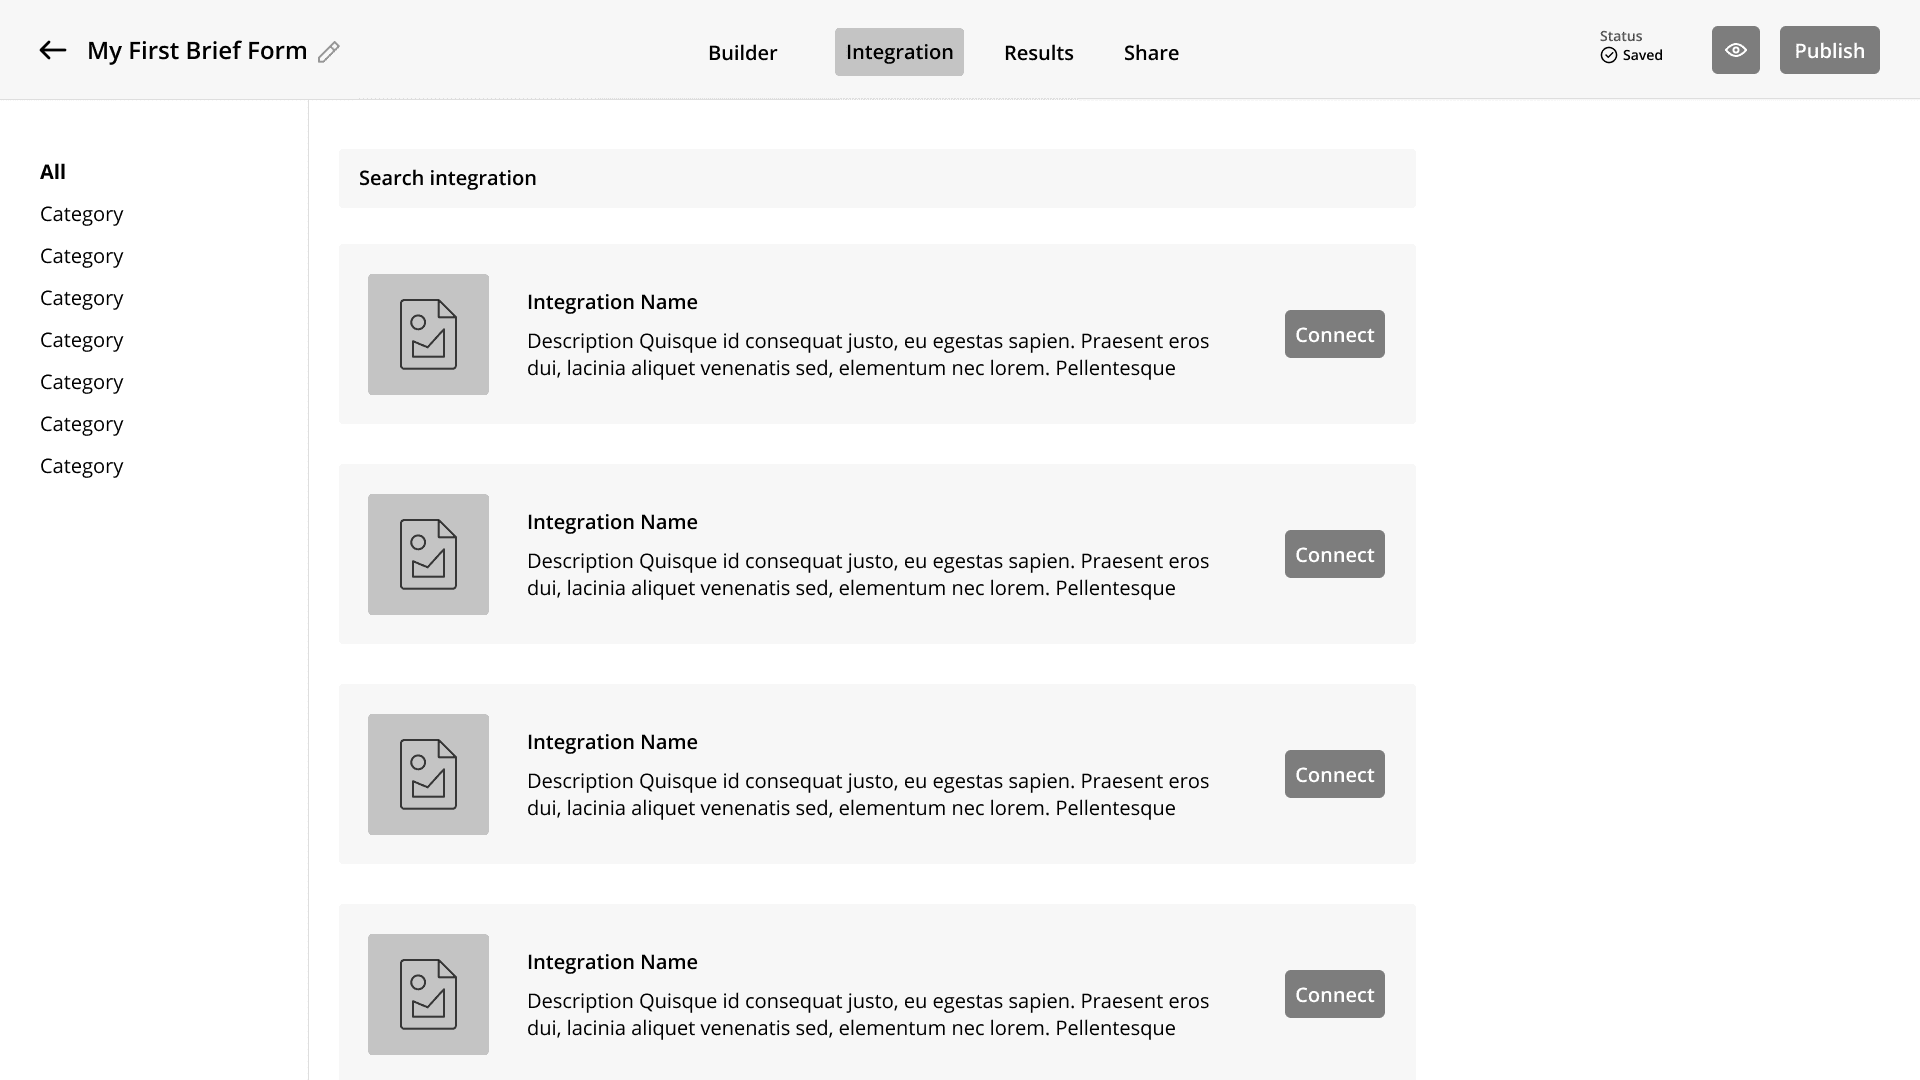 My First Brief Form
Builder
Integration
Results
Share
Status
Saved
Publish
All
Category
Category
Category
Category
Category
Category
Category
Search integration
Integration Name
Description Quisque id consequat justo, eu egestas sapien. Praesent eros
dui, lacinia aliquet venenatis sed, elementum nec lorem. Pellentesque
Connect
Integration Name
Description Quisque id consequat justo, eu egestas sapien. Praesent eros
dui, lacinia aliquet venenatis sed, elementum nec lorem. Pellentesque
Connect
Integration Name
Description Quisque id consequat justo, eu egestas sapien. Praesent eros
dui, lacinia aliquet venenatis sed, elementum nec lorem. Pellentesque
Connect
Integration Name
Description Quisque id consequat justo, eu egestas sapien. Praesent eros
dui, lacinia aliquet venenatis sed, elementum nec lorem. Pellentesque
Connect